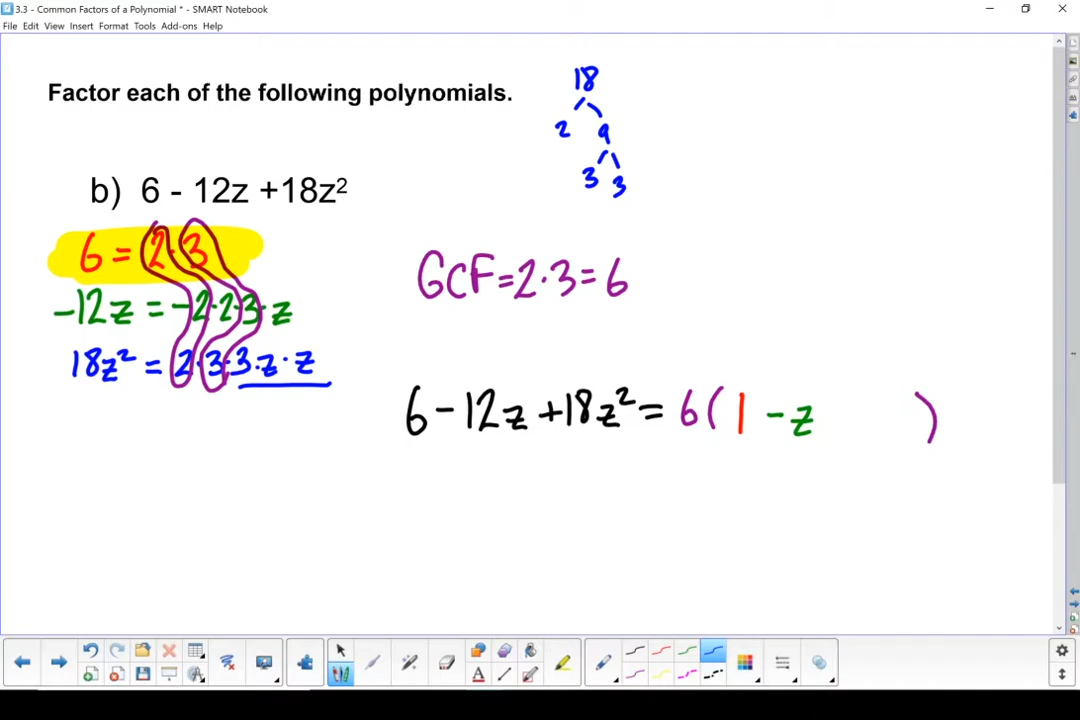 3.3 - Common Factors of a Polynomial * - SMART Notebook
File Edit View Insert Format Tools Add-ons Help
Factor each of the following polynomials.
18
2 9
3 3
b) 6 - 12z +18z²
6 = 2·3
-12z = -2·2·3·z
18z² = 2·3·3·z·z
GCF=2·3=6
6-12z+18z²= 6( 1 -z )